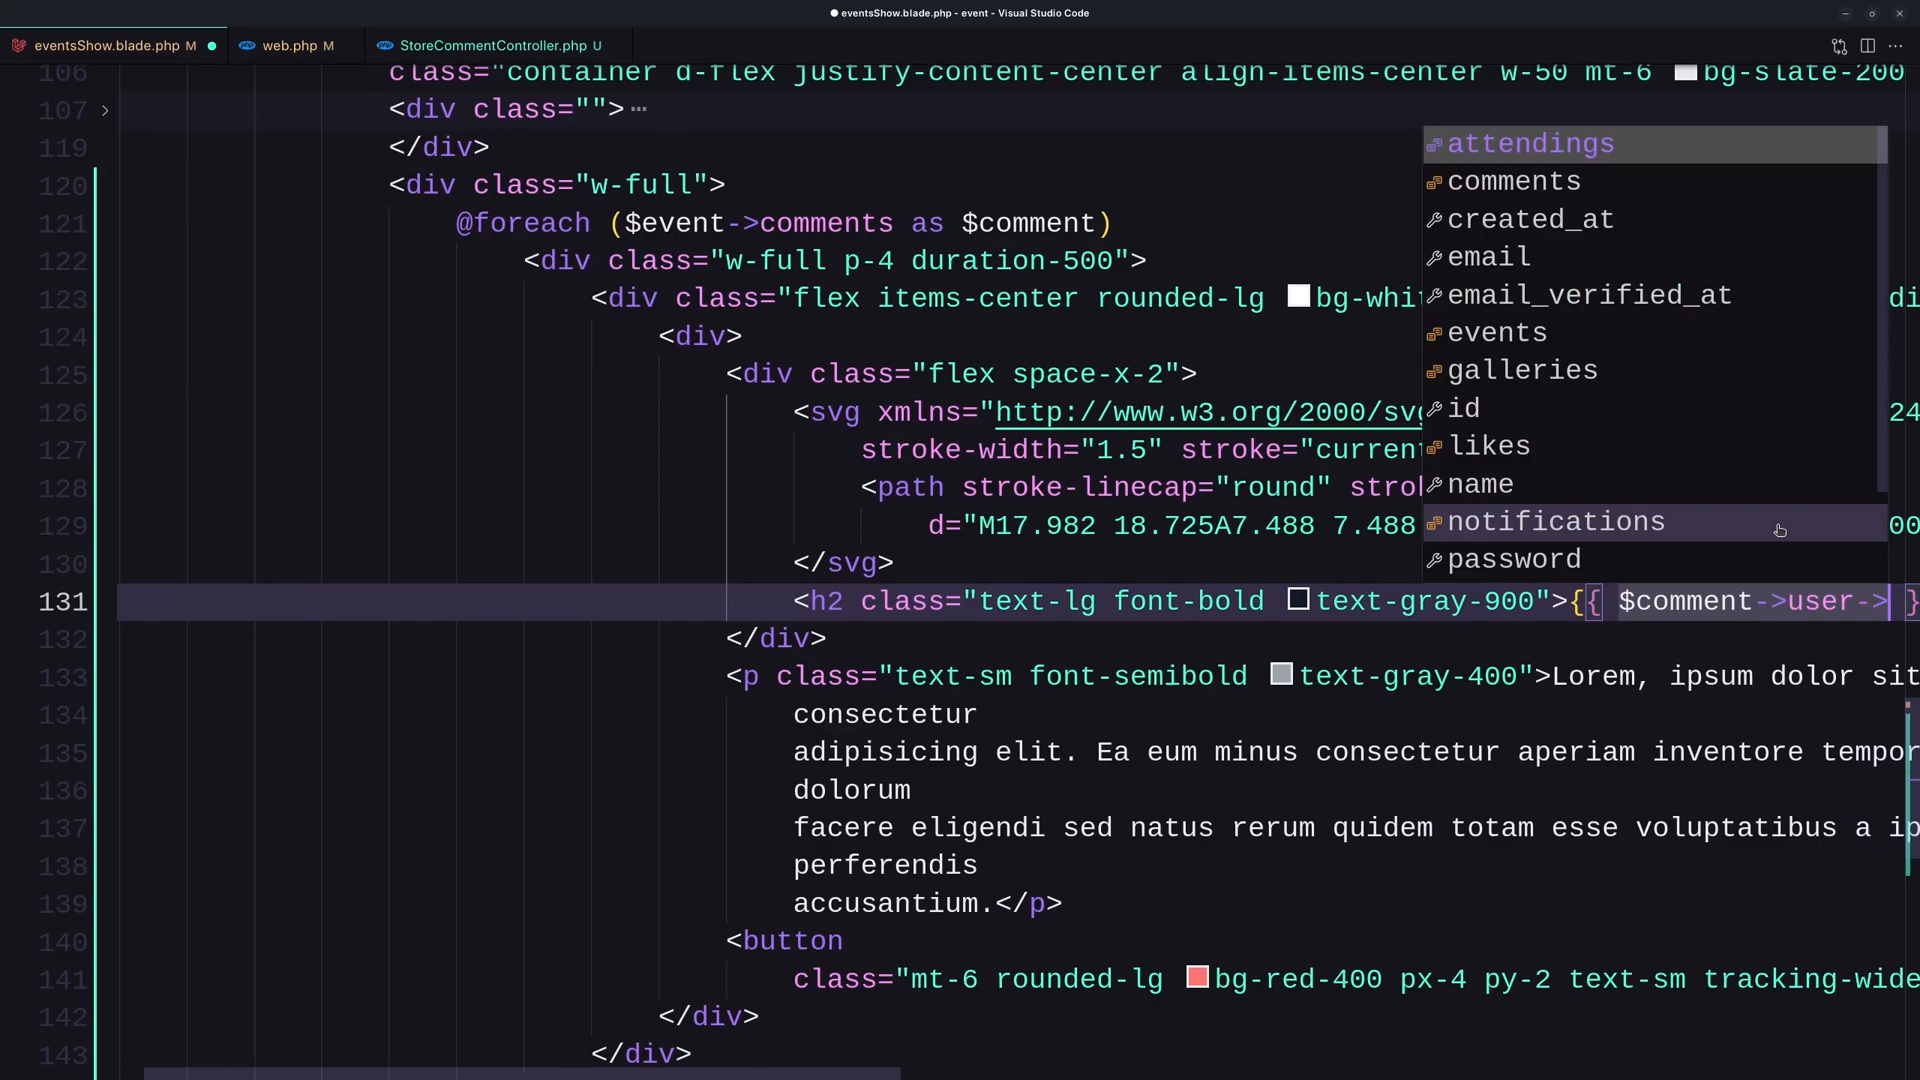 eventsShow.blade.php - event - Visual Studio Code
eventsShow.blade.php M web.php M StoreCommentController.php U
106 class="container d-flex justify-content-center align-items-center w-50 mt-6 bg-slate-200
107 <div class="">
119 </div>
120 <div class="w-full">
121 @foreach ($event->comments as $comment)
122 <div class="w-full p-4 duration-500">
123 <div class="flex items-center rounded-lg bg-whi
124 <div>
125 <div class="flex space-x-2">
126 <svg xmlns="http://www.w3.org/2000/svg 24
127 stroke-width="1.5" stroke="current
128 <path stroke-linecap="round" strok
129 d="M17.982 18.725A7.488 7.488 00
130 </svg>
131 <h2 class="text-lg font-bold text-gray-900">{{ $comment->user-> }
132 </div>
133 <p class="text-sm font-semibold text-gray-400">Lorem, ipsum dolor sit
134 consectetur
135 adipisicing elit. Ea eum minus consectetur aperiam inventore tempor
136 dolorum
137 facere eligendi sed natus rerum quidem totam esse voluptatibus a ip
138 perferendis
139 accusantium.</p>
140 <button
141 class="mt-6 rounded-lg bg-red-400 px-4 py-2 text-sm tracking-wide
142 </div>
143 </div>
attendings
comments
created_at
email
email_verified_at
events
galleries
id
likes
name
notifications
password